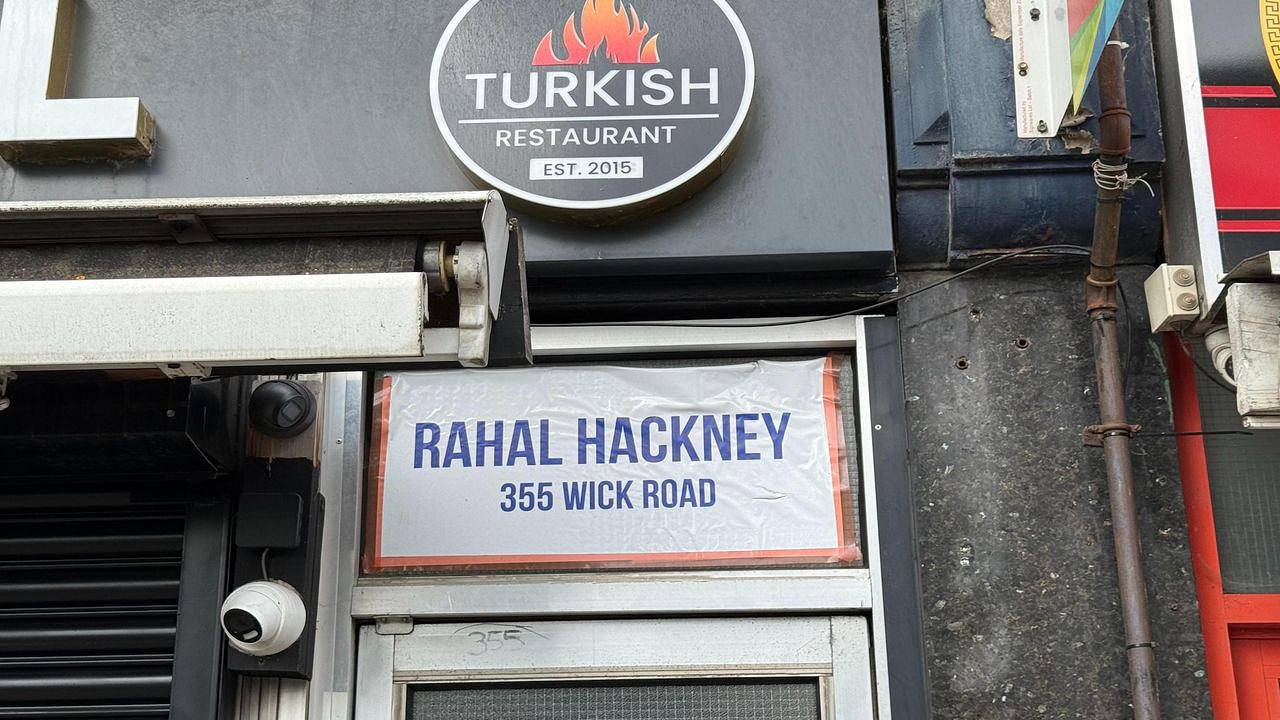 TURKISH
RESTAURANT
EST. 2015
RAHAL HACKNEY
355 WICK ROAD
355